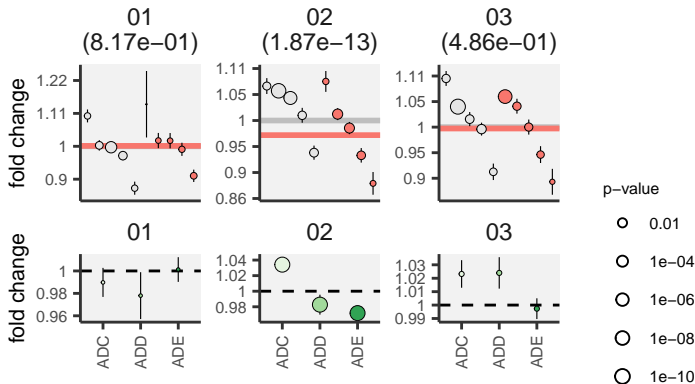 01
(8.17e−01)
02
(1.87e−13)
03
(4.86e−01)
fold change
1.22
1.11
1
0.9
1.11
1.05
1
0.95
0.9
0.86
1.11
1.05
1
0.95
0.9
01
02
03
fold change
1
0.98
0.96
1.04
1.02
1
0.98
1.03
1.02
1.01
1
0.99
ADC
ADD
ADE
ADC
ADD
ADE
ADC
ADD
ADE
p−value
0.01
1e−04
1e−06
1e−08
1e−10